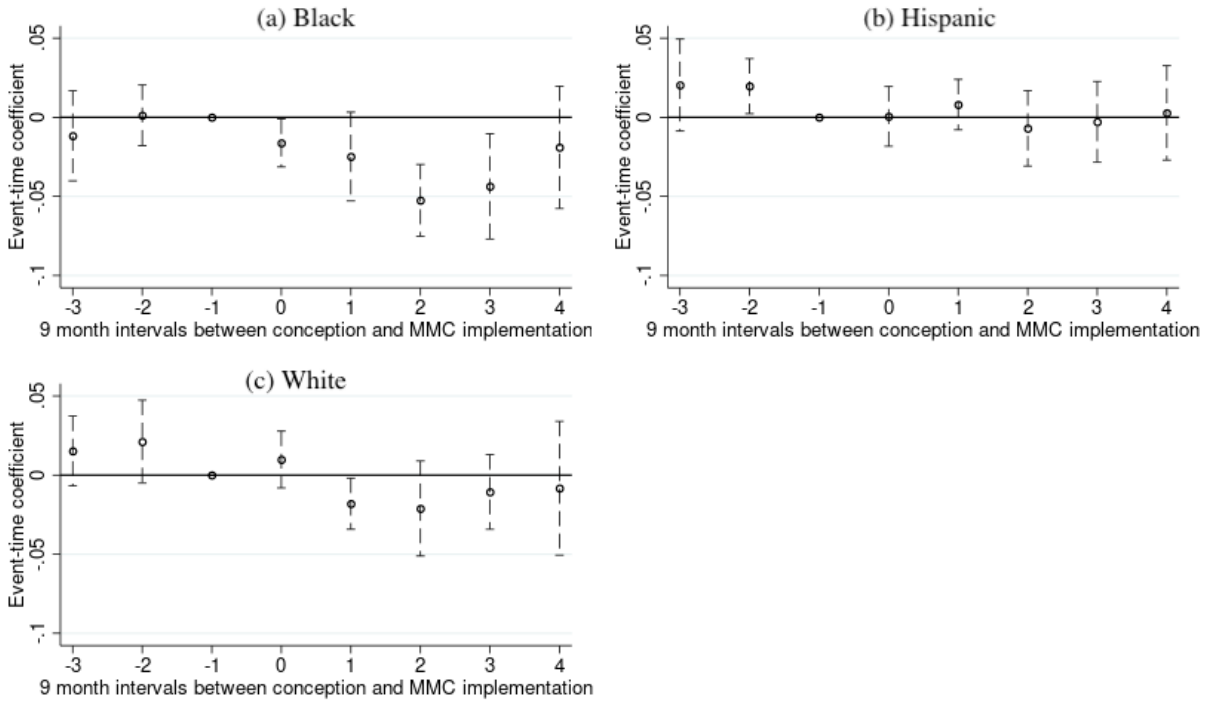 (a) Black
Event-time coefficient
.05
0
-.05
-.1
-3 -2 -1 0 1 2 3 4
9 month intervals between conception and MMC implementation
(b) Hispanic
Event-time coefficient
.05
0
-.05
-.1
-3 -2 -1 0 1 2 3 4
9 month intervals between conception and MMC implementation
(c) White
Event-time coefficient
.05
0
-.05
-.1
-3 -2 -1 0 1 2 3 4
9 month intervals between conception and MMC implementation